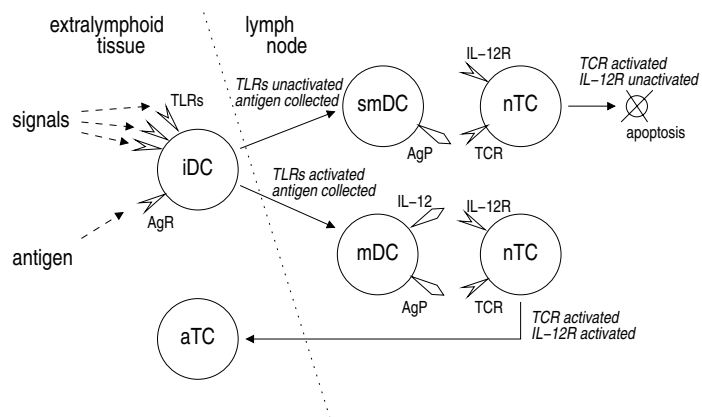 extralymphoid
tissue
lymph
node
signals
TLRs
iDC
AgR
antigen
TLRs unactivated
antigen collected
smDC
AgP
IL−12R
nTC
TCR
TCR activated
IL−12R unactivated
apoptosis
TLRs activated
antigen collected
IL−12
mDC
AgP
IL−12R
nTC
TCR
TCR activated
IL−12R activated
aTC